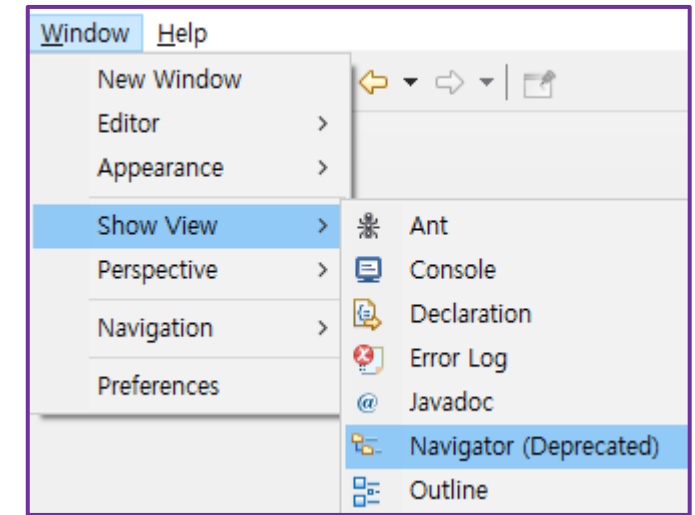 Window Help
New Window
Editor
Appearance
Show View
Perspective
Navigation
Preferences
Ant
Console
Declaration
Error Log
Javadoc
Navigator (Deprecated)
Outline